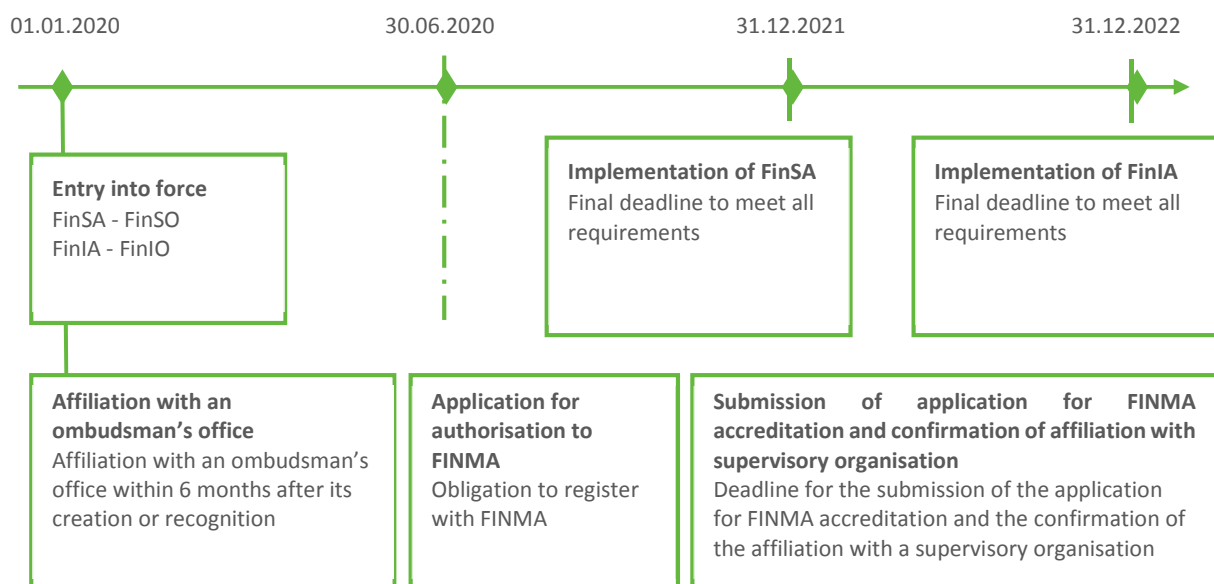 01.01.2020
30.06.2020
31.12.2021
31.12.2022
Entry into force
FinSA - FinSO
FinIA - FinIO
Implementation of FinSA
Final deadline to meet all
requirements
Implementation of FinIA
Final deadline to meet all
requirements
Affiliation with an
ombudsman’s office
Affiliation with an ombudsman’s
office within 6 months after its
creation or recognition
Application for
authorisation to
FINMA
Obligation to register
with FINMA
Submission of application for FINMA
accreditation and confirmation of affiliation with
supervisory organisation
Deadline for the submission of the application
for FINMA accreditation and the confirmation of
the affiliation with a supervisory organisation